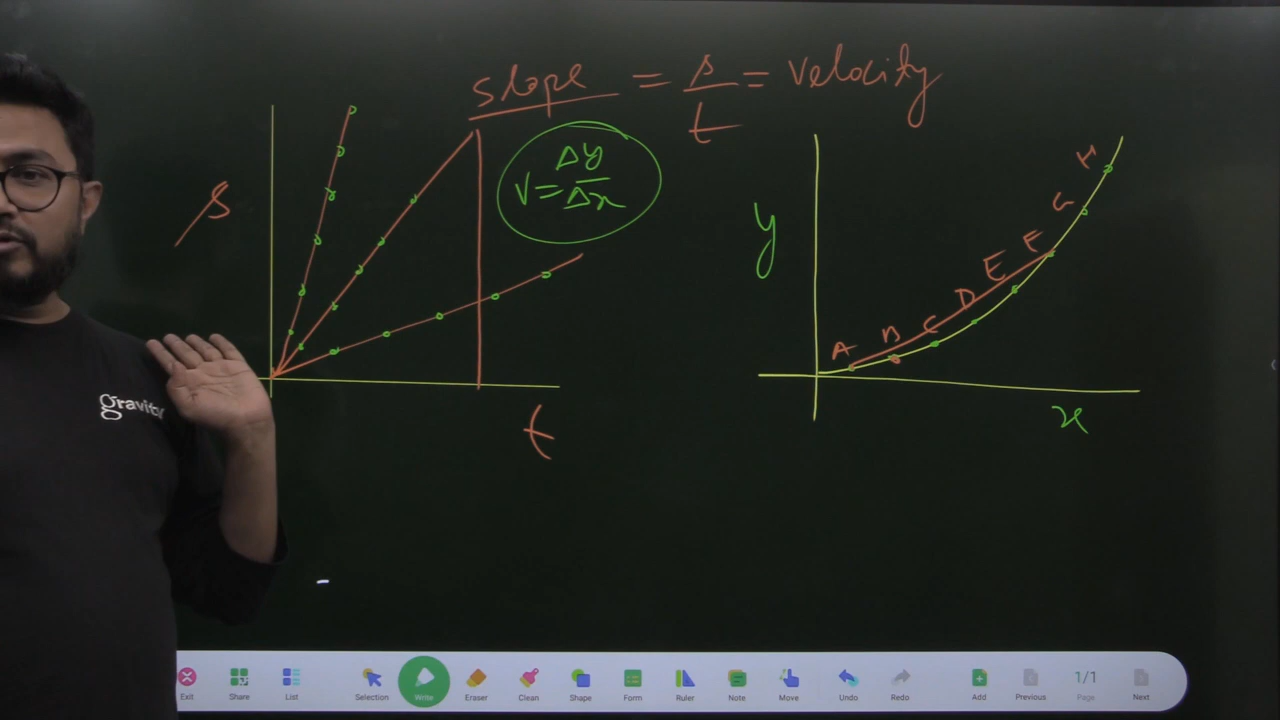 slope = s/t = velocity
V = Δy/Δx
s
t
y
A B C D E F G H
x
gravity
Exit Share List Selection Write Eraser Clean Shape Form Ruler Note Move Undo Redo Add Previous 1/1 Page Next